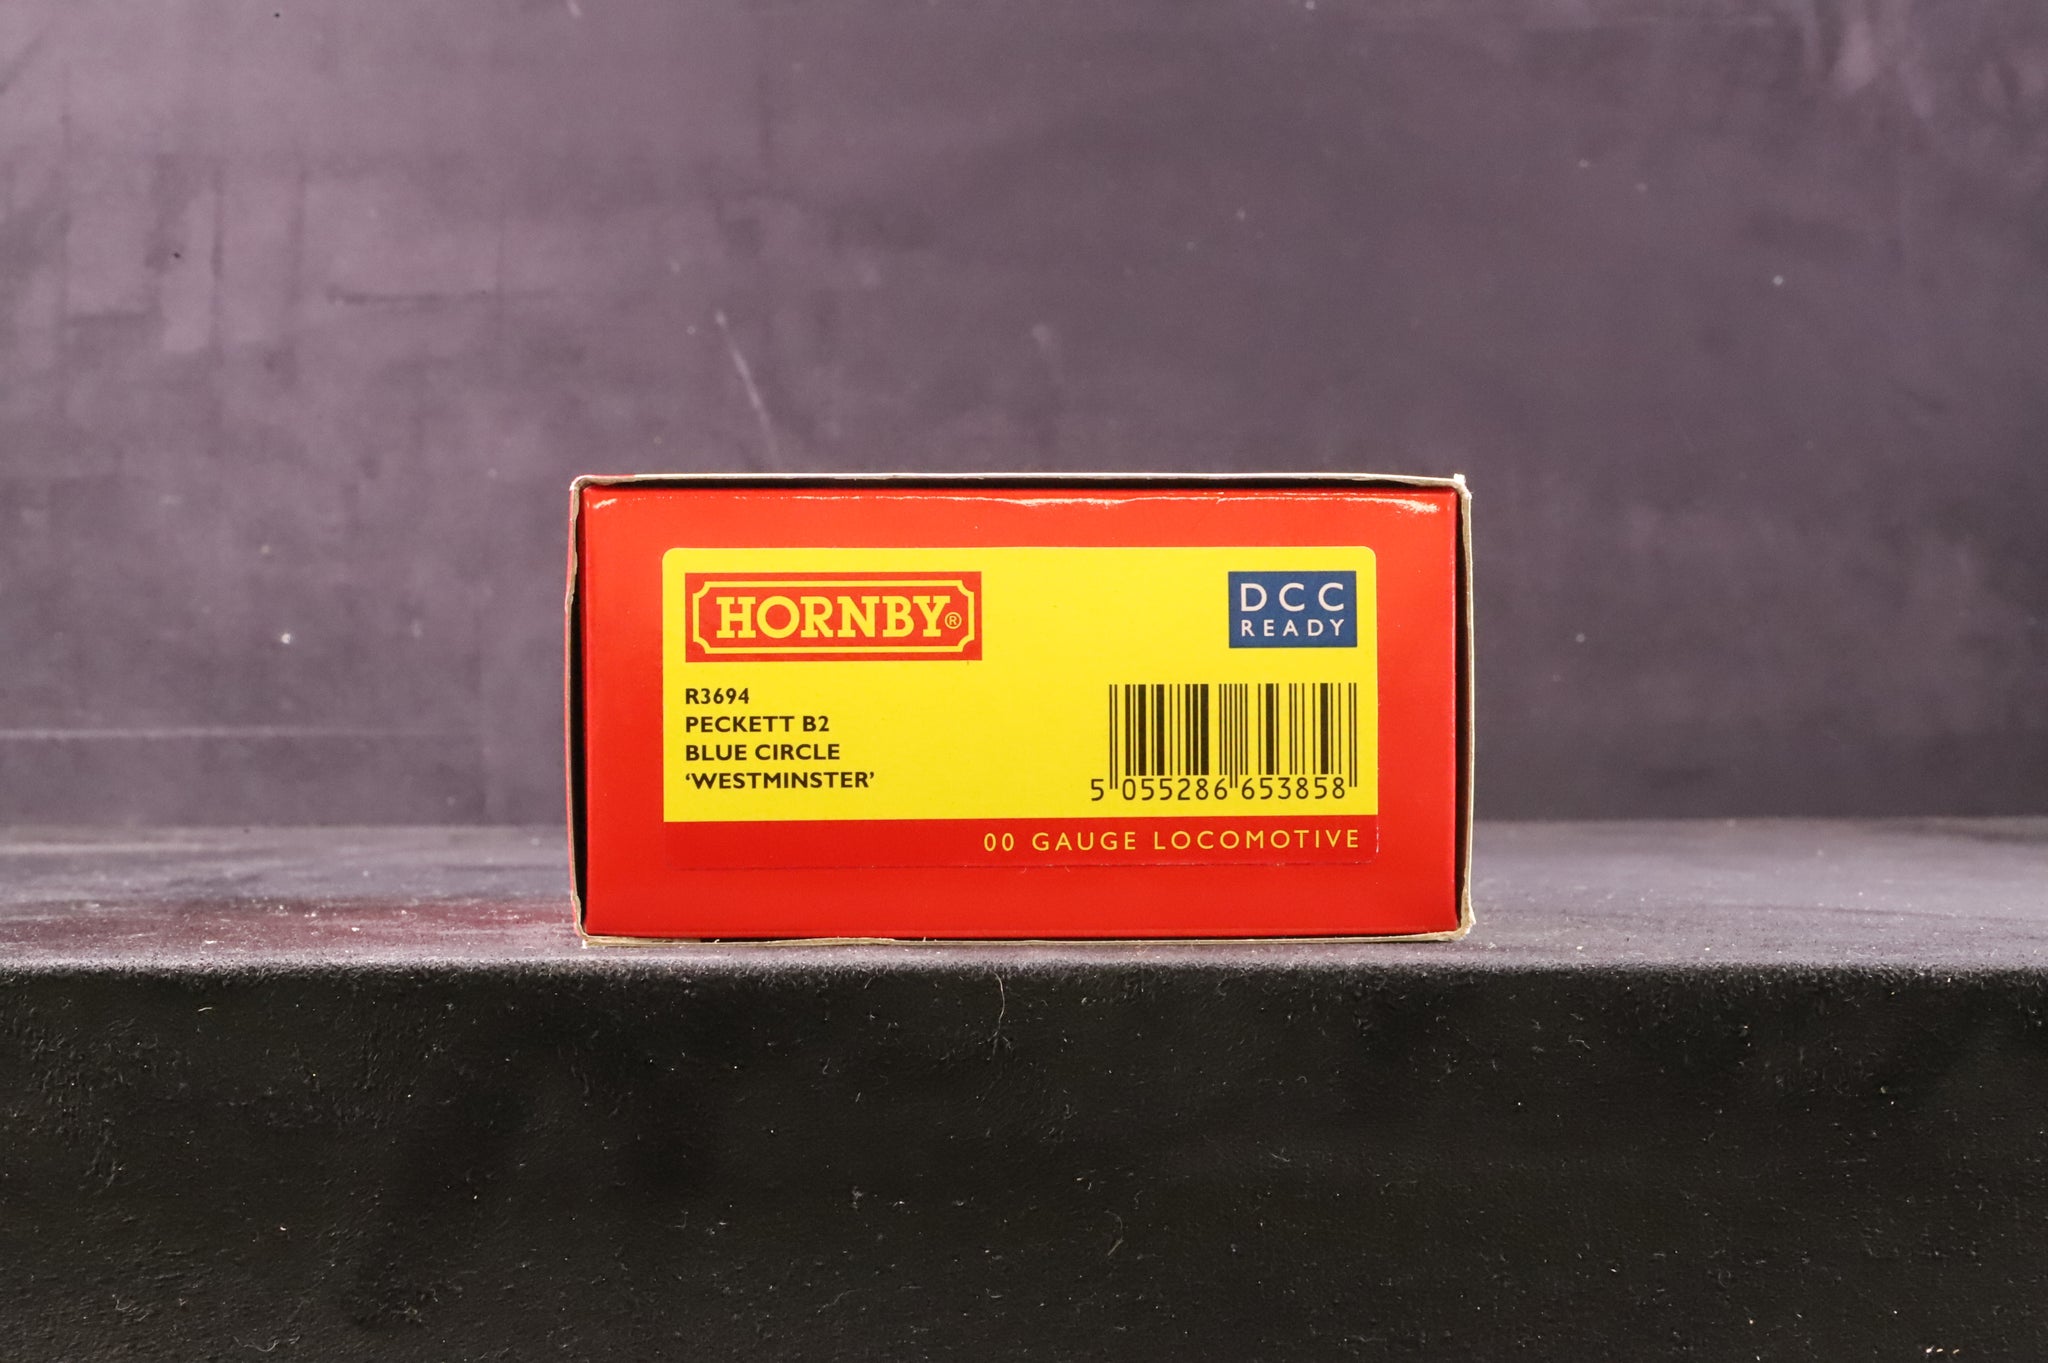 HORNBY®
DCC
READY
R3694
PECKETT B2
BLUE CIRCLE
‘WESTMINSTER’
5 055286 653858
00 GAUGE LOCOMOTIVE